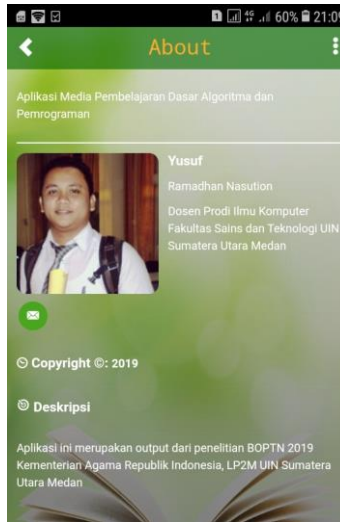 60% 21:09
About
Aplikasi Media Pembelajaran Dasar Algoritma dan
Pemrograman
Yusuf
Ramadhan Nasution
Dosen Prodi Ilmu Komputer
Fakultas Sains dan Teknologi UIN
Sumatera Utara Medan
Copyright ©: 2019
Deskripsi
Aplikasi ini merupakan output dari penelitian BOPTN 2019
Kementerian Agama Republik Indonesia, LP2M UIN Sumatera
Utara Medan